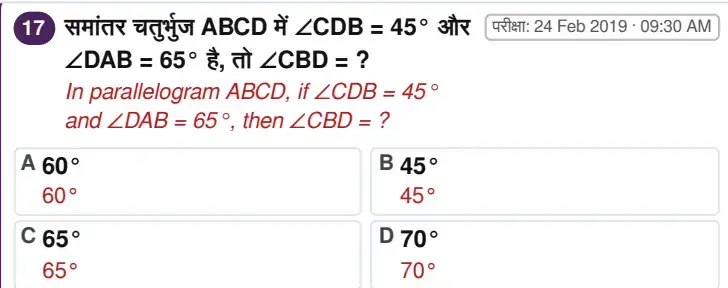 17 समांतर चतुर्भुज ABCD में ∠CDB = 45° और परीक्षा: 24 Feb 2019 · 09:30 AM
∠DAB = 65° है, तो ∠CBD = ?
In parallelogram ABCD, if ∠CDB = 45°
and ∠DAB = 65°, then ∠CBD = ?
A 60°
60°
B 45°
45°
C 65°
65°
D 70°
70°